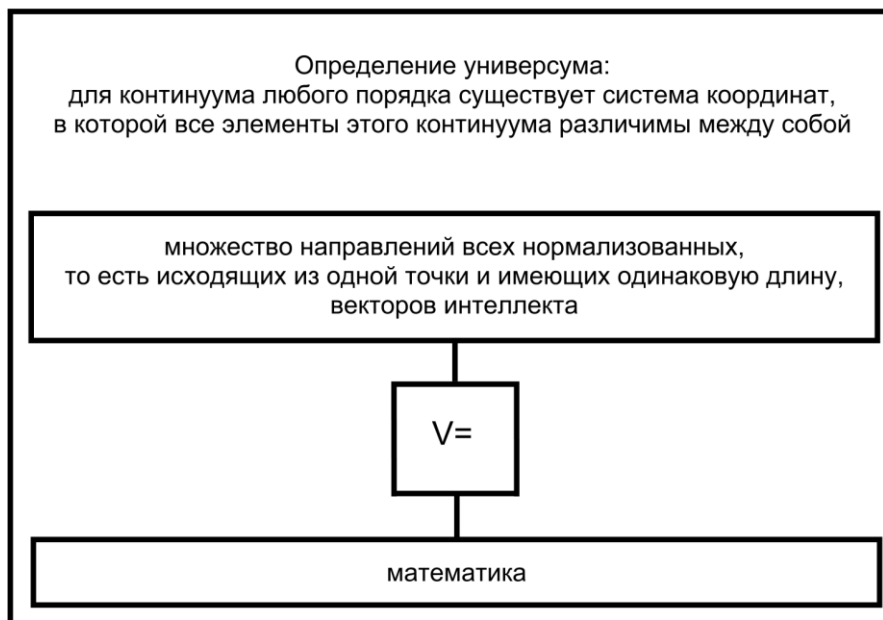 Определение универсума:
для континуума любого порядка существует система координат,
в которой все элементы этого континуума различимы между собой
множество направлений всех нормализованных,
то есть исходящих из одной точки и имеющих одинаковую длину,
векторов интеллекта
V=
математика